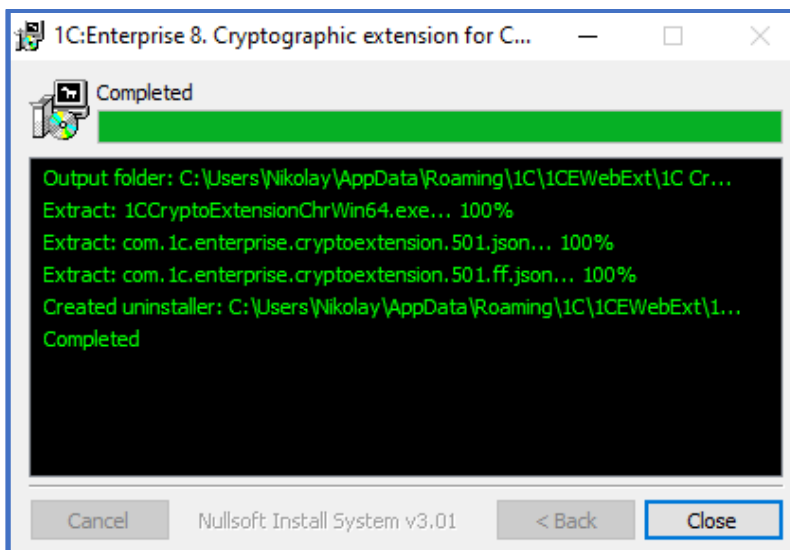 1C:Enterprise 8. Cryptographic extension for C...
Completed
Output folder: C:\Users\Nikolay\AppData\Roaming\1C\1CEWebExt\1C Cr...
Extract: 1CCryptoExtensionChrWin64.exe... 100%
Extract: com.1c.enterprise.cryptoextension.501.json... 100%
Extract: com.1c.enterprise.cryptoextension.501.ff.json... 100%
Created uninstaller: C:\Users\Nikolay\AppData\Roaming\1C\1CEWebExt\1...
Completed
Cancel Nullsoft Install System v3.01 < Back Close